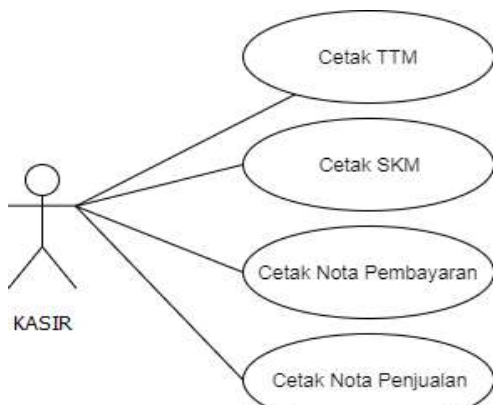 Cetak TTM
Cetak SKM
Cetak Nota Pembayaran
KASIR
Cetak Nota Penjualan